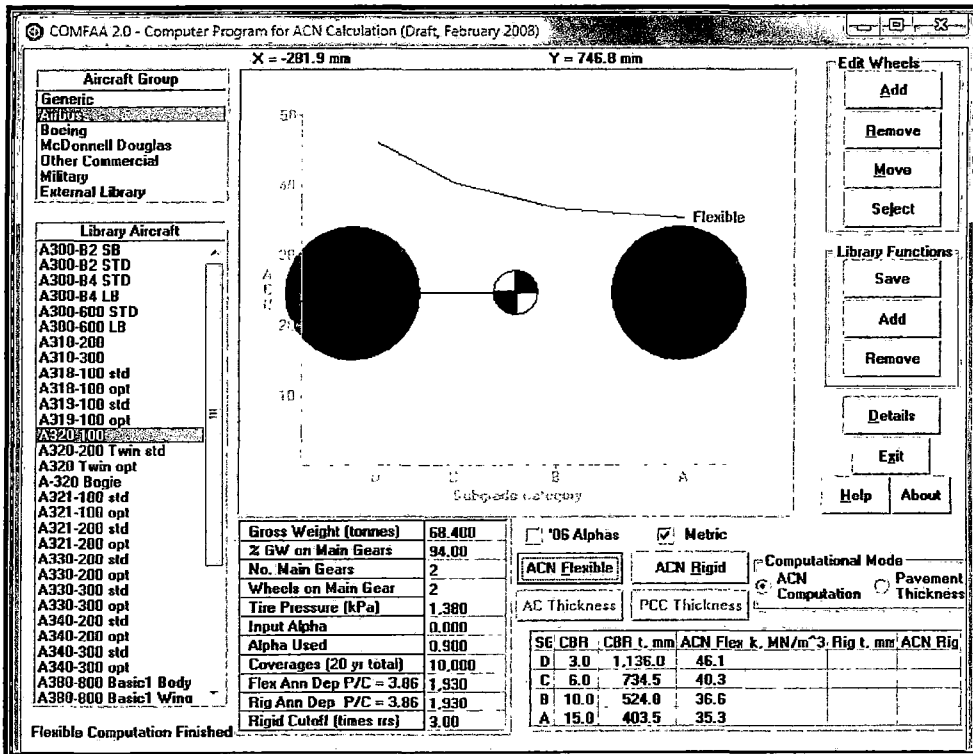 COMFAA 2.0 - Computer Program for ACN Calculation (Draft, February 2008)
X = -281.9 mm Y = 746.8 mm
Aircraft Group
Generic
Airbus
Boeing
McDonnell Douglas
Other Commercial
Military
External Library
Library Aircraft
A300-B2 SB
A300-B2 STD
A300-B4 STD
A300-B4 LB
A300-600 STD
A300-600 LB
A310-200
A310-300
A318-100 std
A318-100 opt
A319-100 std
A319-100 opt
A320-100
A320-200 Twin std
A320 Twin opt
A-320 Bogie
A321-100 std
A321-100 opt
A321-200 std
A321-200 opt
A330-200 std
A330-200 opt
A330-300 std
A330-300 opt
A340-200 std
A340-200 opt
A340-300 std
A340-300 opt
A380-800 Basic1 Body
A380-800 Basic1 Wing
Flexible Computation Finished
50
40
30
20
10
ACN
Flexible
D C B A
Subgrade category
Edit Wheels
Add
Remove
Move
Select
Library Functions
Save
Add
Remove
Details
Exit
Help About
Gross Weight (tonnes) 68.400
% GW on Main Gears 94.00
No. Main Gears 2
Wheels on Main Gear 2
Tire Pressure (kPa) 1,380
Input Alpha 0.000
Alpha Used 0.900
Coverages (20 yr total) 10,000
Flex Ann Dep P/C = 3.86 1,930
Rig Ann Dep P/C = 3.86 1,930
Rigid Cutoff (times rrs) 3.00
'06 Alphas Metric
ACN Flexible ACN Rigid
AC Thickness PCC Thickness
Computational Mode
ACN Computation
Pavement Thickness
SG CBR CBR t, mm ACN Flex k, MN/m^3 Rig t, mm ACN Rig
D 3.0 1,136.0 46.1
C 6.0 734.5 40.3
B 10.0 524.0 36.6
A 15.0 403.5 35.3